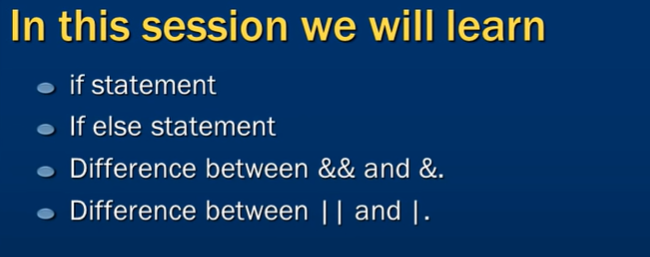 In this session we will learn
if statement
If else statement
Difference between && and &.
Difference between || and |.